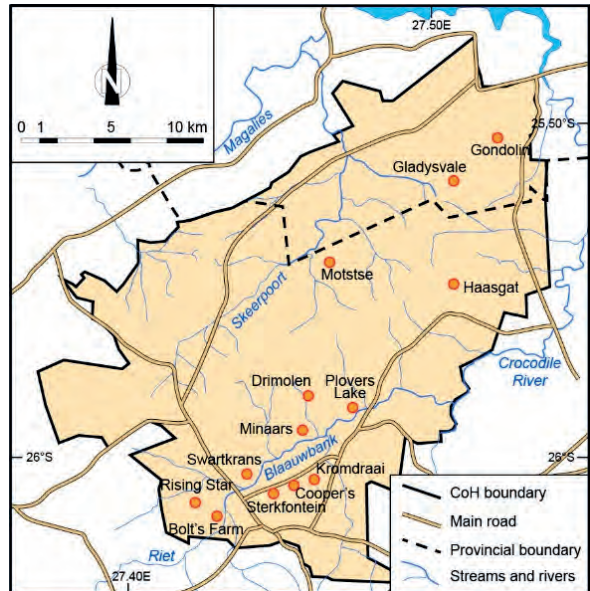 27.50E
N
0 1 5 10 km
25.50°S
Magalies
Gondolin
Gladysvale
Motstse
Haasgat
Skeerpoort
Crocodile
River
Drimolen
Plovers
Lake
Minaars
Blaauwbank
Swartkrans
Kromdraai
26°S
26°S
Rising Star
Cooper's
Sterkfontein
Bolt's Farm
Riet
27.40E
CoH boundary
Main road
Provincial boundary
Streams and rivers